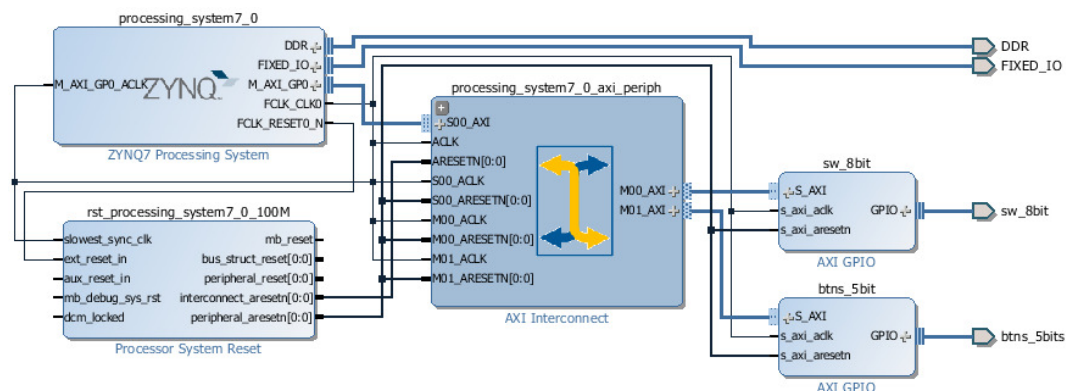 processing_system7_0
DDR
FIXED_IO
M_AXI_GP0_ACLK
ZYNQ
M_AXI_GP0
FCLK_CLK0
FCLK_RESET0_N
ZYNQ7 Processing System
DDR
FIXED_IO
processing_system7_0_axi_periph
S00_AXI
ACLK
ARESETN[0:0]
S00_ACLK
S00_ARESETN[0:0]
M00_ACLK
M00_ARESETN[0:0]
M01_ACLK
M01_ARESETN[0:0]
M00_AXI
M01_AXI
AXI Interconnect
rst_processing_system7_0_100M
slowest_sync_clk
ext_reset_in
aux_reset_in
mb_debug_sys_rst
dcm_locked
mb_reset
bus_struct_reset[0:0]
peripheral_reset[0:0]
interconnect_aresetn[0:0]
peripheral_aresetn[0:0]
Processor System Reset
sw_8bit
S_AXI
s_axi_aclk
s_axi_aresetn
GPIO
AXI GPIO
sw_8bit
btns_5bit
S_AXI
s_axi_aclk
s_axi_aresetn
GPIO
AXI GPIO
btns_5bits